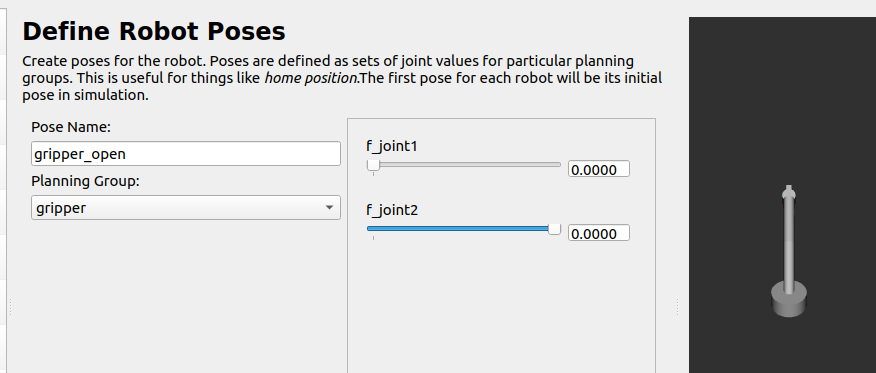 Define Robot Poses
Create poses for the robot. Poses are defined as sets of joint values for particular planning
groups. This is useful for things like home position.The first pose for each robot will be its initial
pose in simulation.
Pose Name:
gripper_open
Planning Group:
gripper
f_joint1
0.0000
f_joint2
0.0000